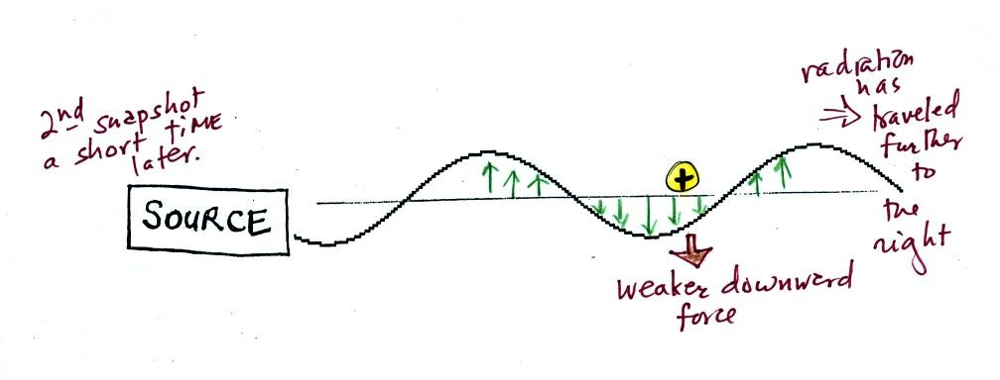 2nd snapshot
a short time
later.
SOURCE
+
weaker downward
force
radiation
has
⇒ traveled
further
to
the
right